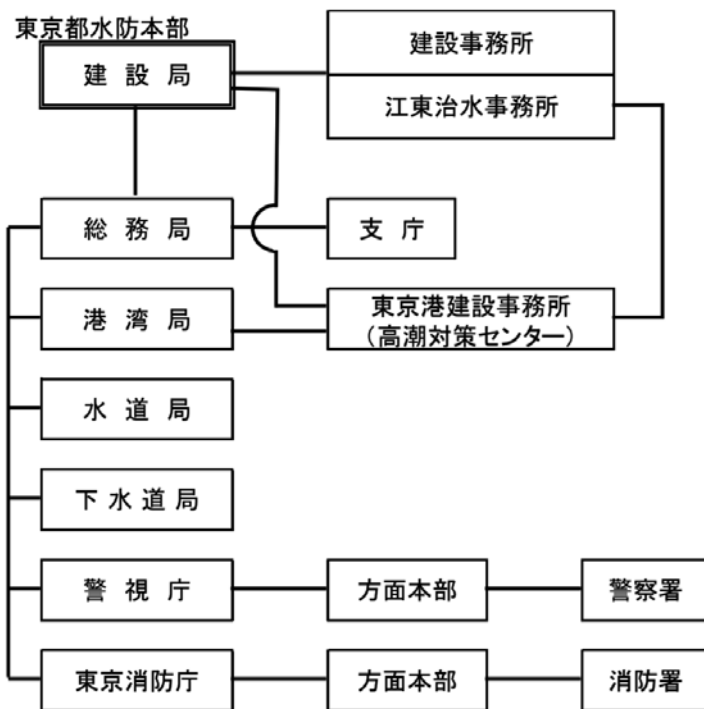 東京都水防本部
建設局
建設事務所
江東治水事務所
総務局
支庁
港湾局
東京港建設事務所
（高潮対策センター）
水道局
下水道局
警視庁
方面本部
警察署
東京消防庁
方面本部
消防署